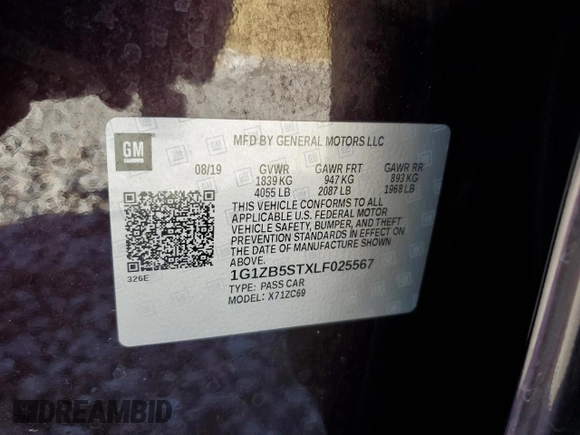 GM
MFD BY GENERAL MOTORS LLC
08/19 GVWR GAWR FRT GAWR RR
1839 KG 947 KG 893 KG
4055 LB 2087 LB 1968 LB
THIS VEHICLE CONFORMS TO ALL
APPLICABLE U.S. FEDERAL MOTOR
VEHICLE SAFETY, BUMPER, AND THEFT
PREVENTION STANDARDS IN EFFECT ON
THE DATE OF MANUFACTURE SHOWN
ABOVE.
326E
1G1ZB5STXLF025567
TYPE: PASS CAR
MODEL: X71ZC69
DREAMBID